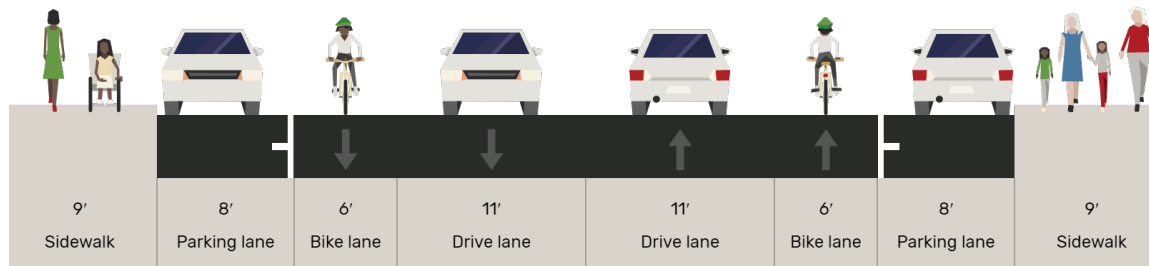 9′ 8′ 6′ 11′ 11′ 6′ 8′ 9′
Sidewalk Parking lane Bike lane Drive lane Drive lane Bike lane Parking lane Sidewalk